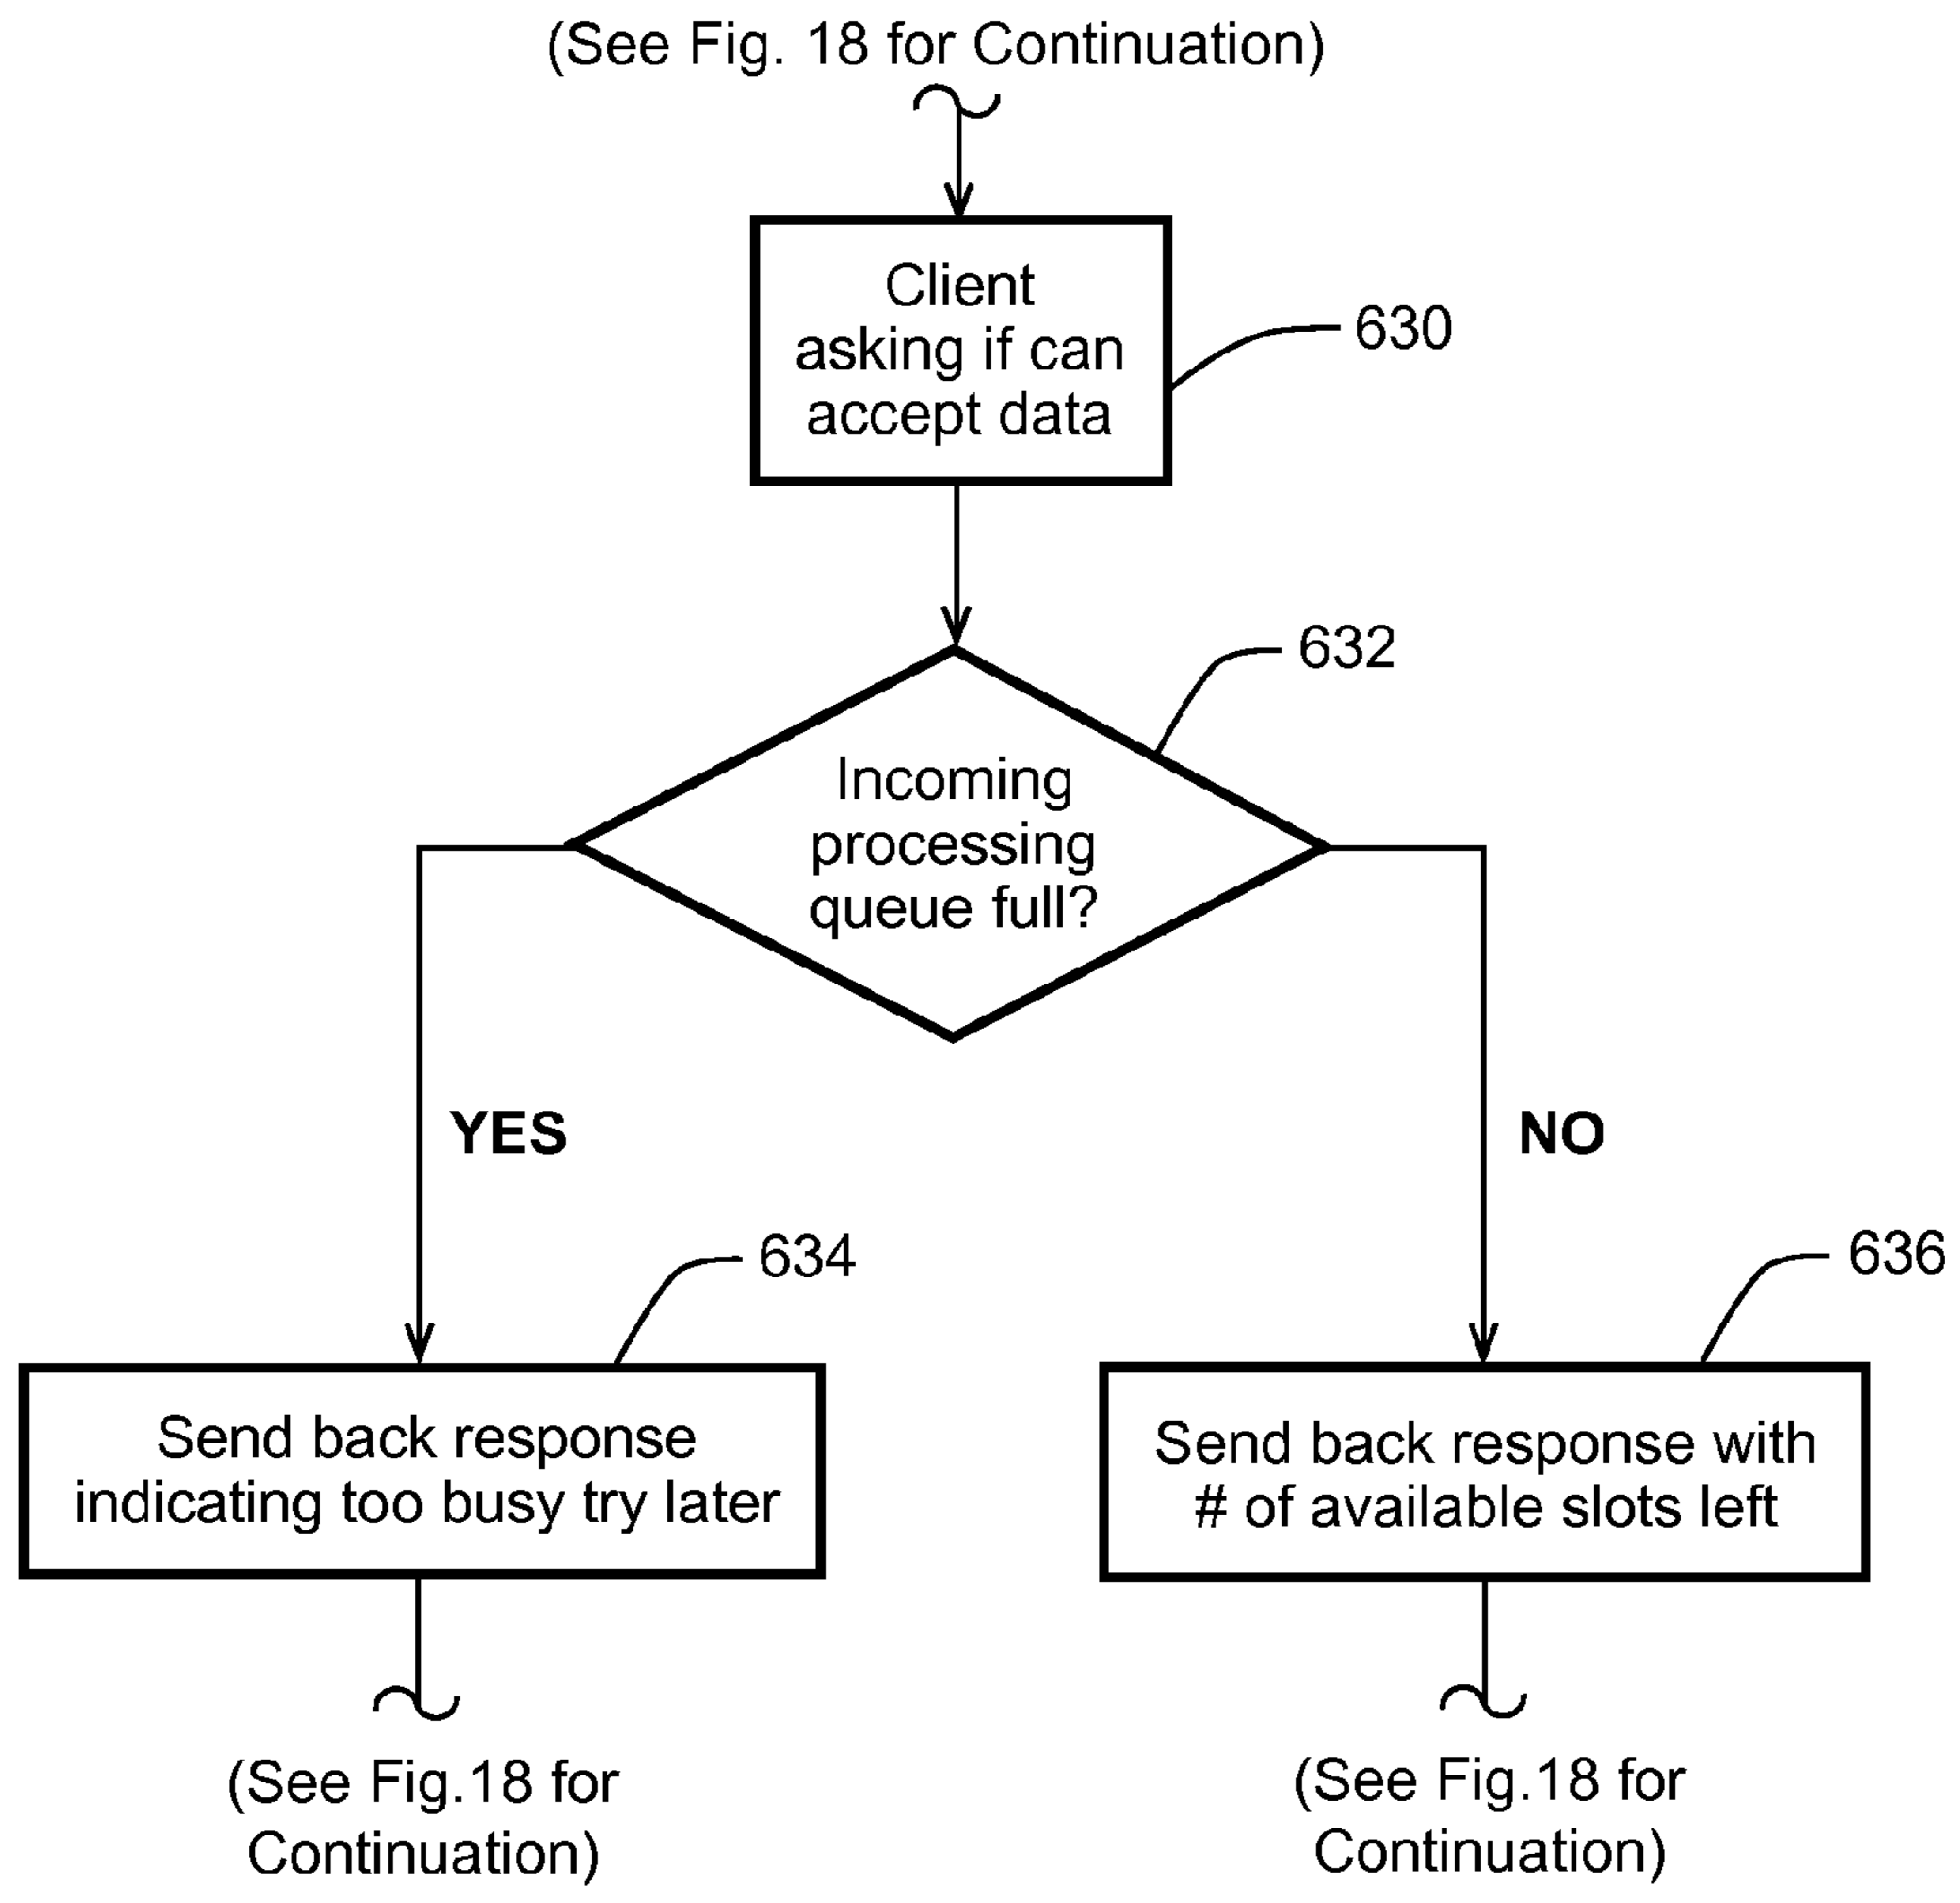 (See Fig. 18 for Continuation)
Client
asking if can
accept data
630
632
Incoming
processing
queue full?
YES
NO
634
636
Send back response
indicating too busy try later
Send back response with
# of available slots left
(See Fig.18 for
Continuation)
(See Fig.18 for
Continuation)